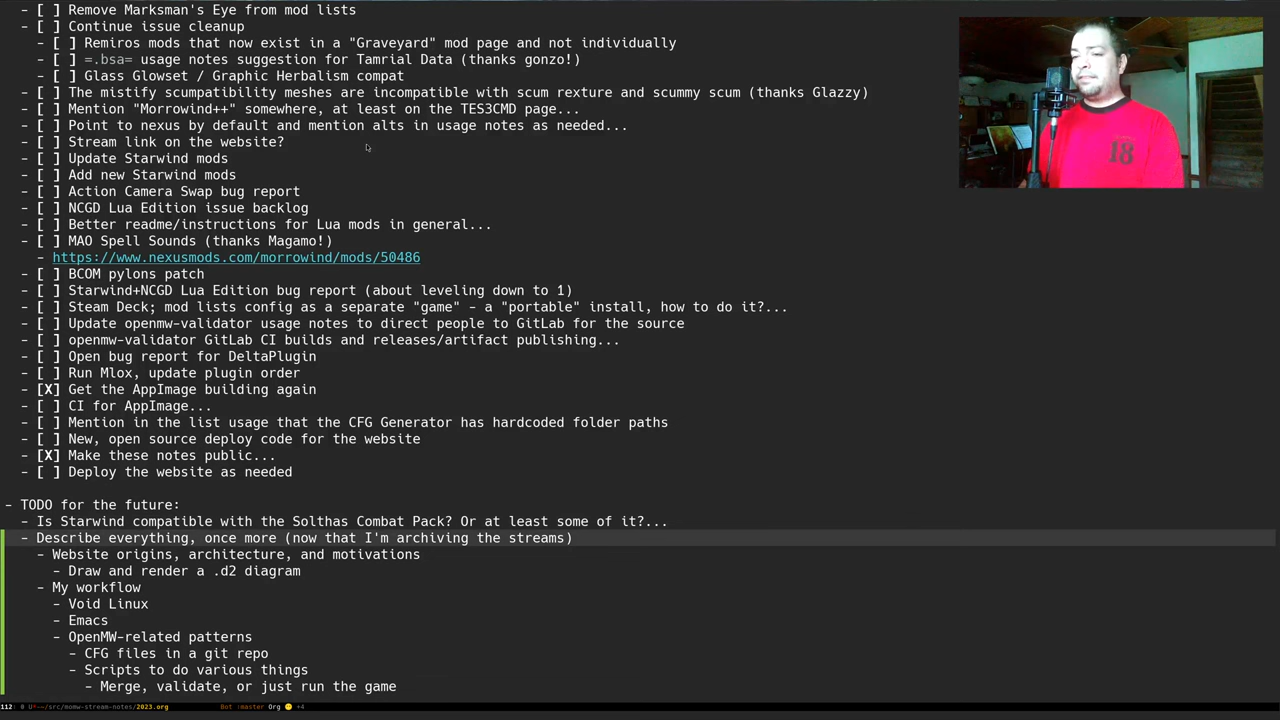 - [ ] Remove Marksman's Eye from mod lists
- [ ] Continue issue cleanup
- [ ] Remiros mods that now exist in a "Graveyard" mod page and not individually
- [ ] =.bsa= usage notes suggestion for Tamrial Data (thanks gonzo!)
- [ ] Glass Glowset / Graphic Herbalism compat
- [ ] The mistify scumpatibility meshes are incompatible with scum rexture and scummy scum (thanks Glazzy)
- [ ] Mention "Morrowind++" somewhere, at least on the TES3CMD page...
- [ ] Point to nexus by default and mention alts in usage notes as needed...
- [ ] Stream link on the website?
- [ ] Update Starwind mods
- [ ] Add new Starwind mods
- [ ] Action Camera Swap bug report
- [ ] NCGD Lua Edition issue backlog
- [ ] Better readme/instructions for Lua mods in general...
- [ ] MAO Spell Sounds (thanks Magamo!)
- https://www.nexusmods.com/morrowind/mods/50486
- [ ] BCOM pylons patch
- [ ] Starwind+NCGD Lua Edition bug report (about leveling down to 1)
- [ ] Steam Deck; mod lists config as a separate "game" - a "portable" install, how to do it?...
- [ ] Update openmw-validator usage notes to direct people to GitLab for the source
- [ ] openmw-validator GitLab CI builds and releases/artifact publishing...
- [ ] Open bug report for DeltaPlugin
- [ ] Run Mlox, update plugin order
- [X] Get the AppImage building again
- [ ] CI for AppImage...
- [ ] Mention in the list usage that the CFG Generator has hardcoded folder paths
- [ ] New, open source deploy code for the website
- [X] Make these notes public...
- [ ] Deploy the website as needed
- TODO for the future:
- Is Starwind compatible with the Solthas Combat Pack? Or at least some of it?...
- Describe everything, once more (now that I'm archiving the streams)
- Website origins, architecture, and motivations
- Draw and render a .d2 diagram
- My workflow
- Void Linux
- Emacs
- OpenMW-related patterns
- CFG files in a git repo
- Scripts to do various things
- Merge, validate, or just run the game
18
~/src/momw-stream-notes/2023.org Bot :master Org +4